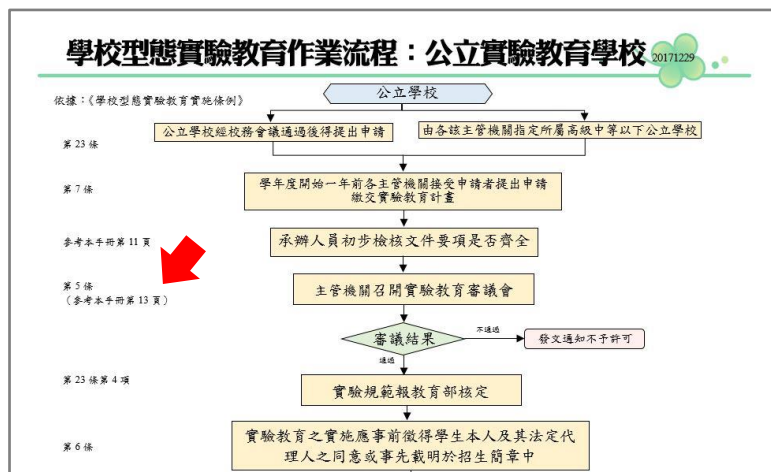 學校型態實驗教育作業流程：公立實驗教育學校
20171229
依據：《學校型態實驗教育實施條例》
公立學校
第 23 條
公立學校經校務會議通過後得提出申請
由各該主管機關指定所屬高級中等以下公立學校
第 7 條
學年度開始一年前各主管機關接受申請者提出申請
繳交實驗教育計畫
參考本手冊第 11 頁
承辦人員初步檢核文件要項是否齊全
第 5 條
（參考本手冊第 13 頁）
主管機關召開實驗教育審議會
審議結果
不通過
發文通知不予許可
通過
第 23 條第 4 項
實驗規範報教育部核定
第 6 條
實驗教育之實施應事前徵得學生本人及其法定代
理人之同意或事先載明於招生簡章中